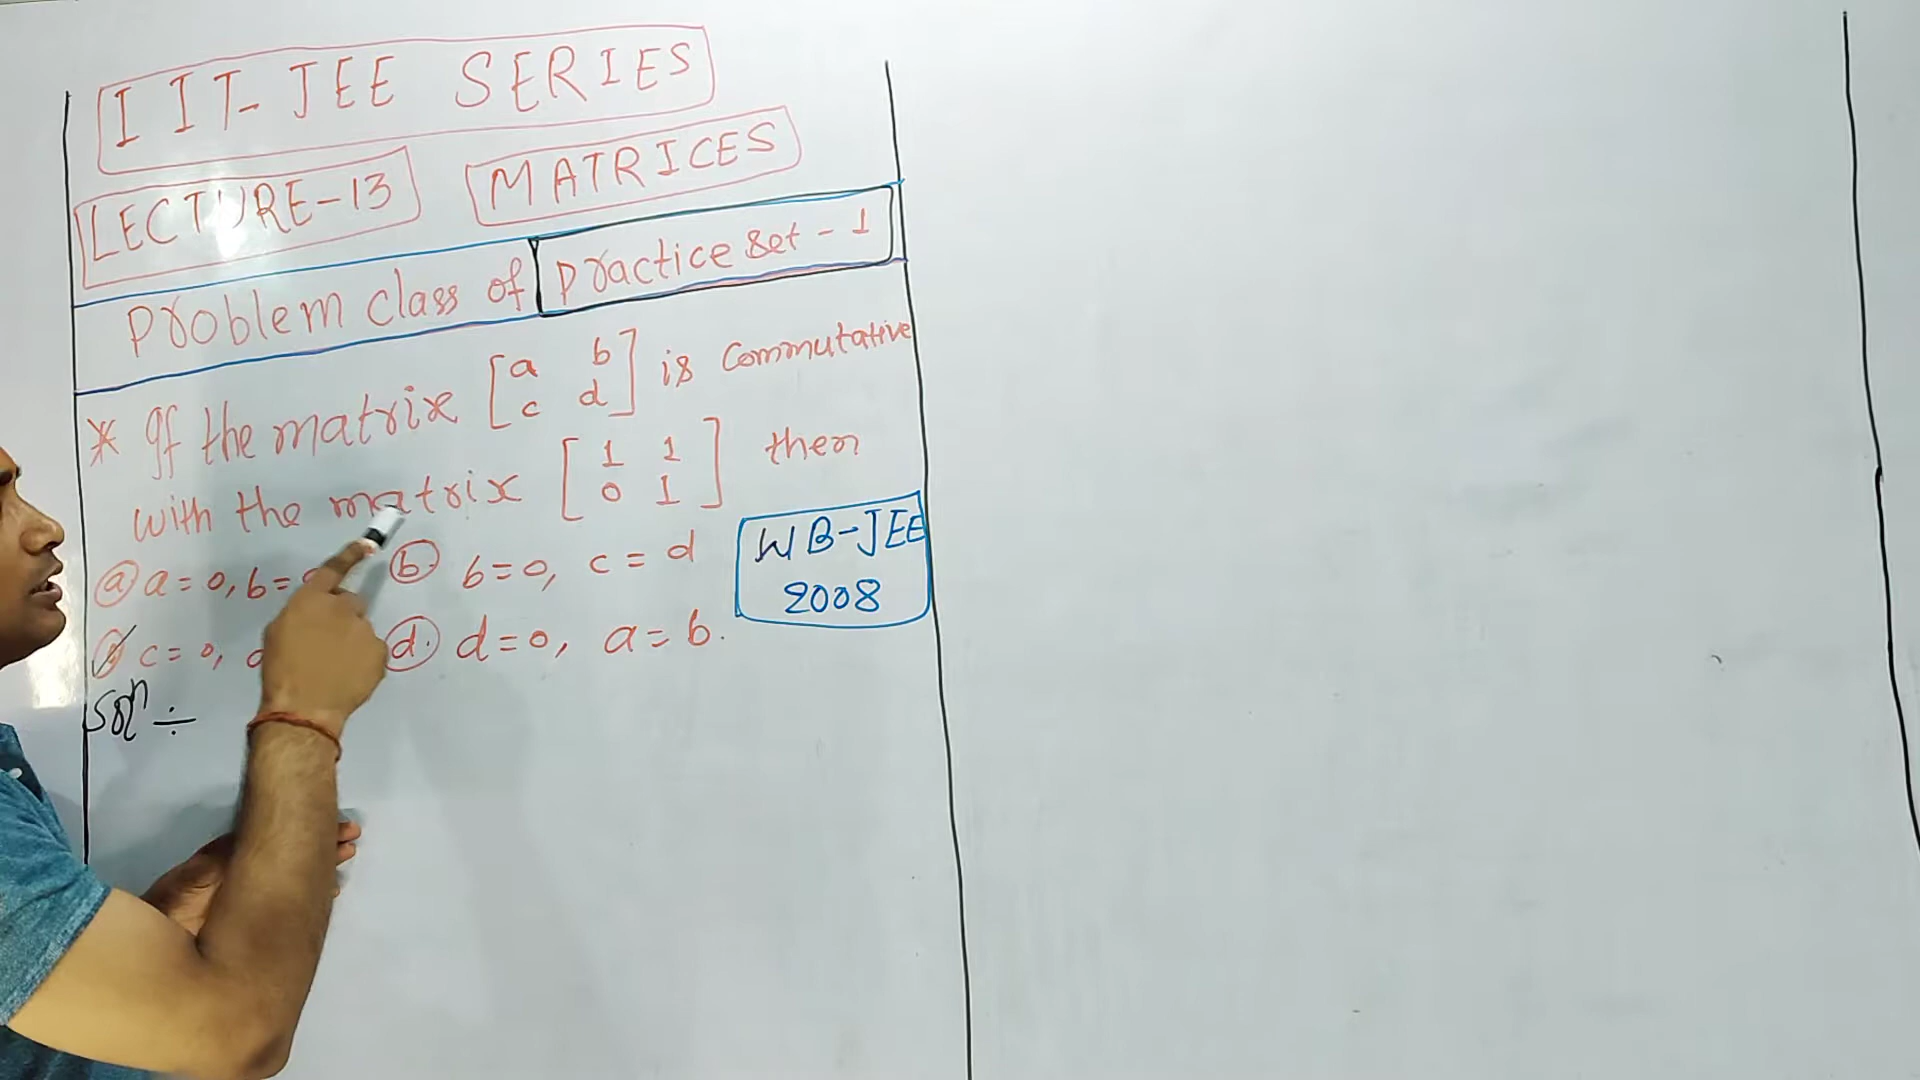 IIT-JEE SERIES
LECTURE-13 MATRICES
Problem class of practice set - 1
* If the matrix [a b
c d] is commutative
with the matrix [1 1
0 1] then
(a) a=0, b= (b) b=0, c=d
c=0, (d) d=0, a=b.
WB-JEE
2008
Solⁿ ÷